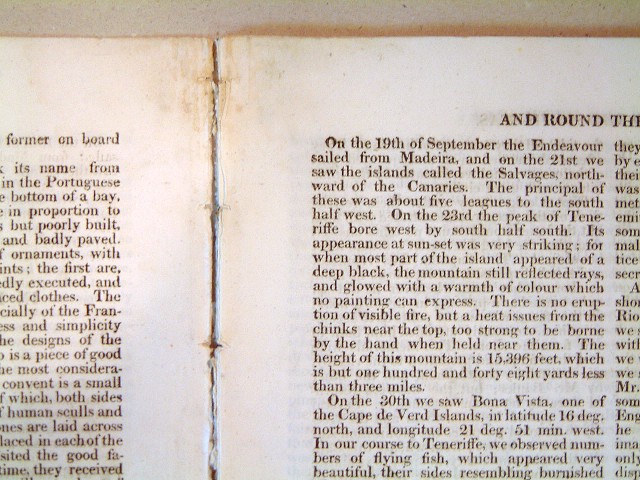 former on board
its name from
in the Portuguese
bottom of a bay,
in proportion to
but poorly built,
and badly paved.
ornaments, with
the first are,
executed, and
clothes. The
of the Fran-
and simplicity
designs of the
is a piece of good
most considera-
convent is a small
which, both sides
human sculls and
are laid across
in each of the
the good fa-
time, they received
AND ROUND THE
On the 19th of September the Endeavour
sailed from Madeira, and on the 21st we
saw the islands called the Salvages, north-
ward of the Canaries. The principal of
these was about five leagues to the south
half west. On the 23rd the peak of Tene-
riffe bore west by south half south. Its
appearance at sun-set was very striking; for
when most part of the island appeared of a
deep black, the mountain still reflected rays,
and glowed with a warmth of colour which
no painting can express. There is no erup-
tion of visible fire, but a heat issues from the
chinks near the top, too strong to be borne
by the hand when held near them. The
height of this mountain is 15,396 feet, which
is but one hundred and forty eight yards less
than three miles.
On the 30th we saw Bona Vista, one of
the Cape de Verd Islands, in latitude 16 deg.
north, and longitude 21 deg. 51 min. west.
In our course to Teneriffe, we observed num-
bers of flying fish, which appeared very
beautiful, their sides resembling burnished
they
by
was
we
with
we
Mr.
he
only